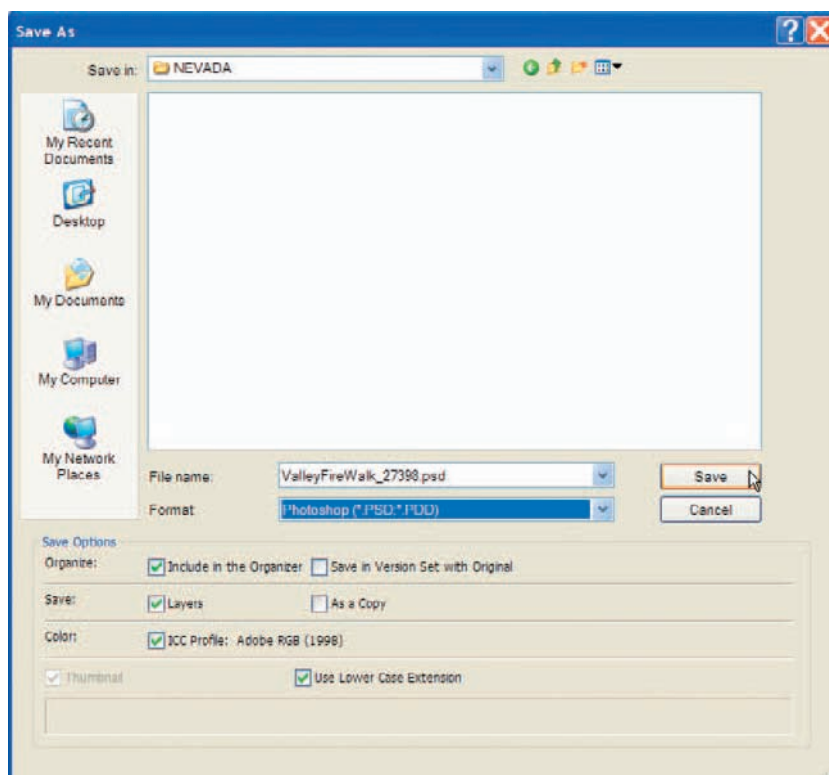 Save As
Save in:
NEVADA
My Recent
Documents
Desktop
My Documents
My Computer
My Network
Places
File name:
ValleyFireWalk_27398.psd
Save
Format
Photoshop (*.PSD;*.PDD)
Cancel
Save Options
Organize:
Include in the Organizer
Save in Version Set with Original
Save:
Layers
As a Copy
Color:
ICC Profile: Adobe RGB (1998)
Thumbnail
Use Lower Case Extension